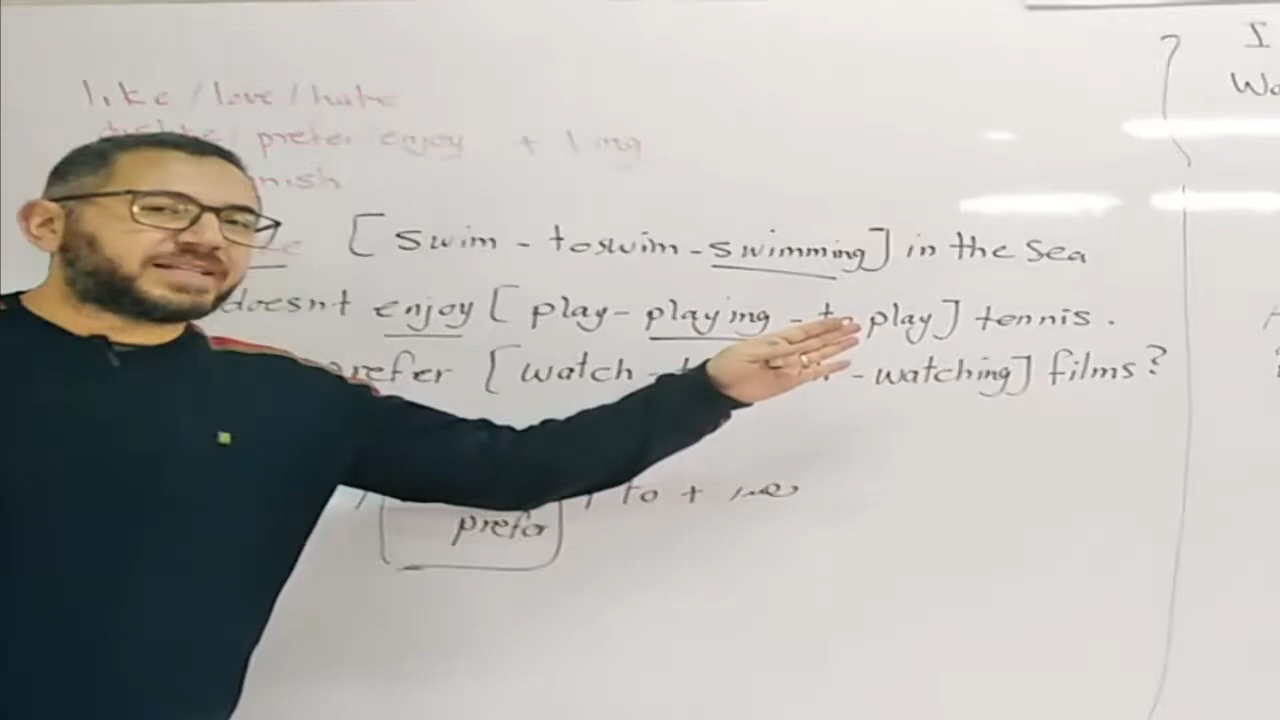 like / love / hate
prefer enjoy +
[swim - to swim - swimming] in the sea
doesnt enjoy [play - playing - to play] tennis.
[watch - - watching] films?
to +
prefer
I